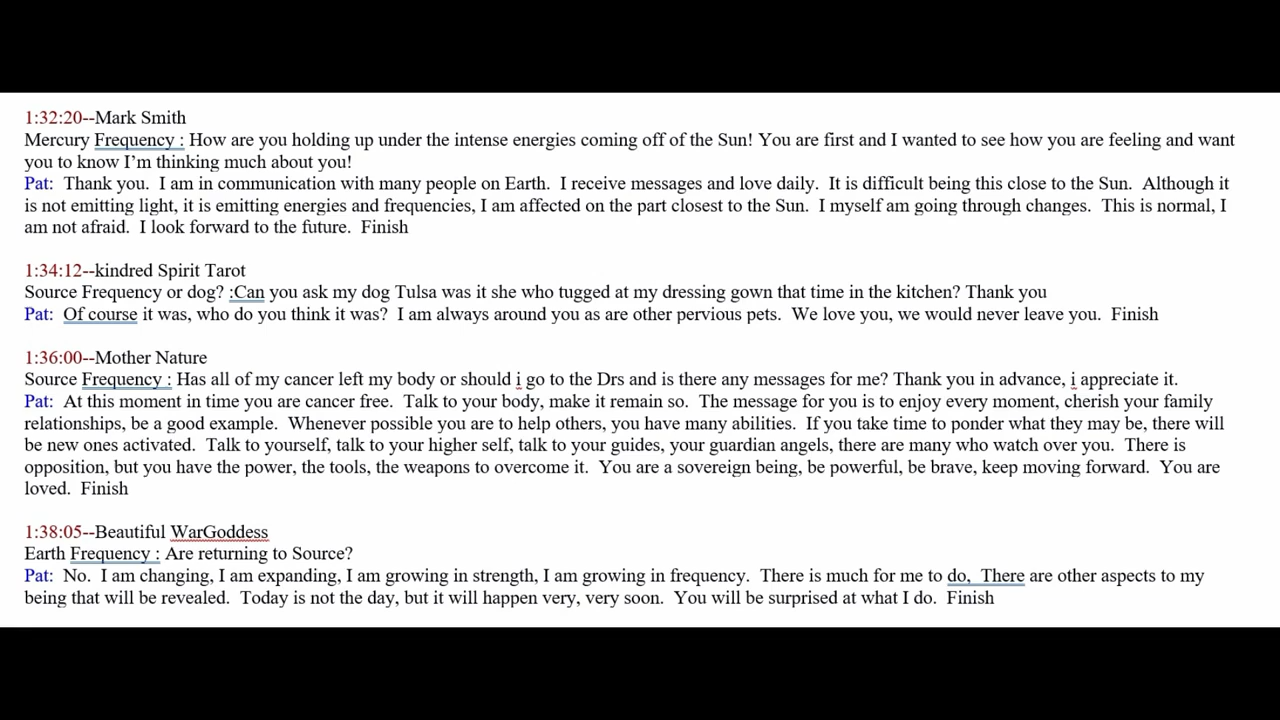 1:32:20--Mark Smith
Mercury Frequency : How are you holding up under the intense energies coming off of the Sun! You are first and I wanted to see how you are feeling and want
you to know I’m thinking much about you!
Pat:  Thank you.  I am in communication with many people on Earth.  I receive messages and love daily.  It is difficult being this close to the Sun.  Although it
is not emitting light, it is emitting energies and frequencies, I am affected on the part closest to the Sun.  I myself am going through changes.  This is normal, I
am not afraid.  I look forward to the future.  Finish
1:34:12--kindred Spirit Tarot
Source Frequency or dog? :Can you ask my dog Tulsa was it she who tugged at my dressing gown that time in the kitchen? Thank you
Pat:  Of course it was, who do you think it was?  I am always around you as are other pervious pets.  We love you, we would never leave you.  Finish
1:36:00--Mother Nature
Source Frequency : Has all of my cancer left my body or should i go to the Drs and is there any messages for me? Thank you in advance, i appreciate it.
Pat:  At this moment in time you are cancer free.  Talk to your body, make it remain so.  The message for you is to enjoy every moment, cherish your family
relationships, be a good example.  Whenever possible you are to help others, you have many abilities.  If you take time to ponder what they may be, there will
be new ones activated.  Talk to yourself, talk to your higher self, talk to your guides, your guardian angels, there are many who watch over you.  There is
opposition, but you have the power, the tools, the weapons to overcome it.  You are a sovereign being, be powerful, be brave, keep moving forward.  You are
loved.  Finish
1:38:05--Beautiful WarGoddess
Earth Frequency : Are returning to Source?
Pat:  No.  I am changing, I am expanding, I am growing in strength, I am growing in frequency.  There is much for me to do,  There are other aspects to my
being that will be revealed.  Today is not the day, but it will happen very, very soon.  You will be surprised at what I do.  Finish